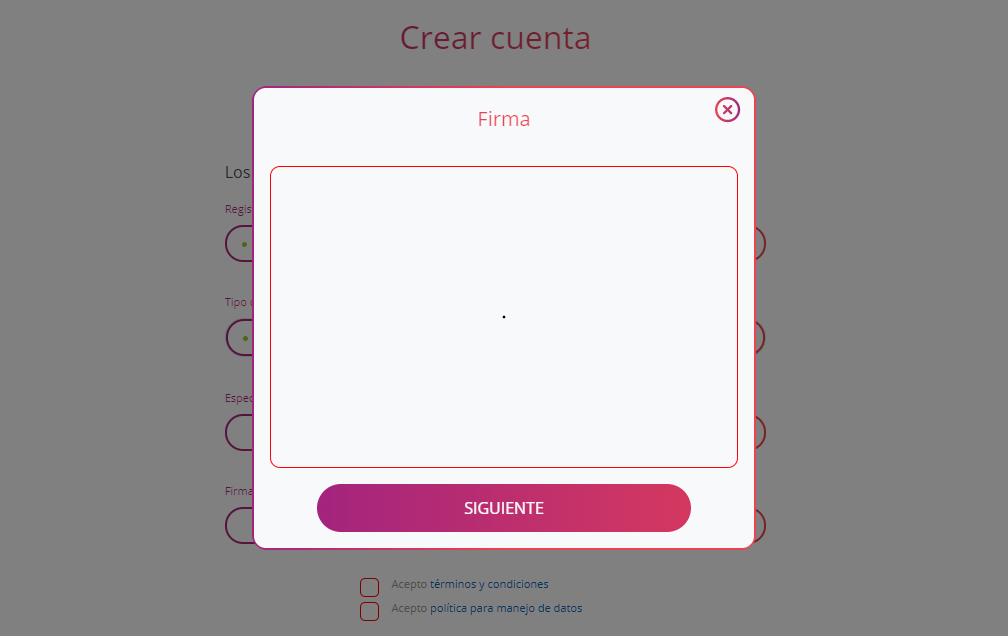 Crear cuenta
Firma
Los
Regis
Tipo
Espec
Firma
SIGUIENTE
Acepto términos y condiciones
Acepto política para manejo de datos